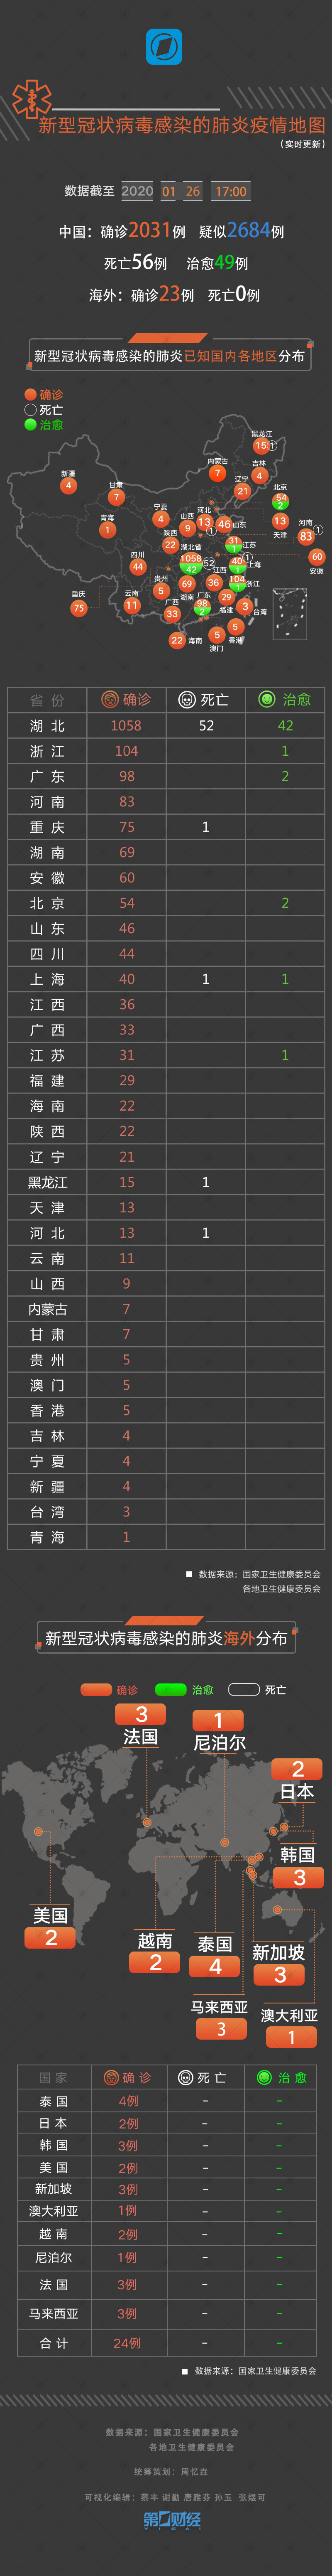 新型冠状病毒感染的肺炎疫情地图
(实时更新)
数据截至 2020 01 26 17:00
中国：确诊2031例 疑似2684例
死亡56例 治愈49例
海外：确诊23例 死亡0例
新型冠状病毒感染的肺炎已知国内各地区分布
确诊
死亡
治愈
黑龙江
15 1
吉林
4
内蒙古
7
辽宁
21
北京
54
2
新疆
4
甘肃
7
青海
1
宁夏
4
山西
9
河北
13 1
46 山东
天津
13
河南
83 1
陕西
22
四川
44
湖北省
1058 52
42
31 江苏
1
40 上海
1 1
安徽
60
重庆
75
云南
11
贵州
5
湖南
69
江西
36
104 浙江
1
广西
33
广东
98
2
福建
29
台湾
3
22 海南
澳门
5
香港
5
省份 确诊 死亡 治愈
湖北 1058 52 42
浙江 104 1
广东 98 2
河南 83
重庆 75 1
湖南 69
安徽 60
北京 54 2
山东 46
四川 44
上海 40 1 1
江西 36
广西 33
江苏 31 1
福建 29
海南 22
陕西 22
辽宁 21
黑龙江 15 1
天津 13
河北 13 1
云南 11
山西 9
内蒙古 7
甘肃 7
贵州 5
澳门 5
香港 5
吉林 4
宁夏 4
新疆 4
台湾 3
青海 1
数据来源：国家卫生健康委员会
各地卫生健康委员会
新型冠状病毒感染的肺炎海外分布
确诊 治愈 死亡
3
法国
1
尼泊尔
2
日本
韩国
3
美国
2
越南
2
泰国
4
新加坡
3
马来西亚
3
澳大利亚
1
国家 确诊 死亡 治愈
泰国 4例 - -
日本 2例 - -
韩国 3例 - -
美国 2例 - -
新加坡 3例 - -
澳大利亚 1例 - -
越南 2例 - -
尼泊尔 1例 - -
法国 3例 - -
马来西亚 3例 - -
合计 24例 - -
数据来源：国家卫生健康委员会
数据来源：国家卫生健康委员会
各地卫生健康委员会
统筹策划：周忆垚
可视化编辑：蔡丰 谢勤 唐雅芬 孙玉 张煜可
第一财经
YICAI